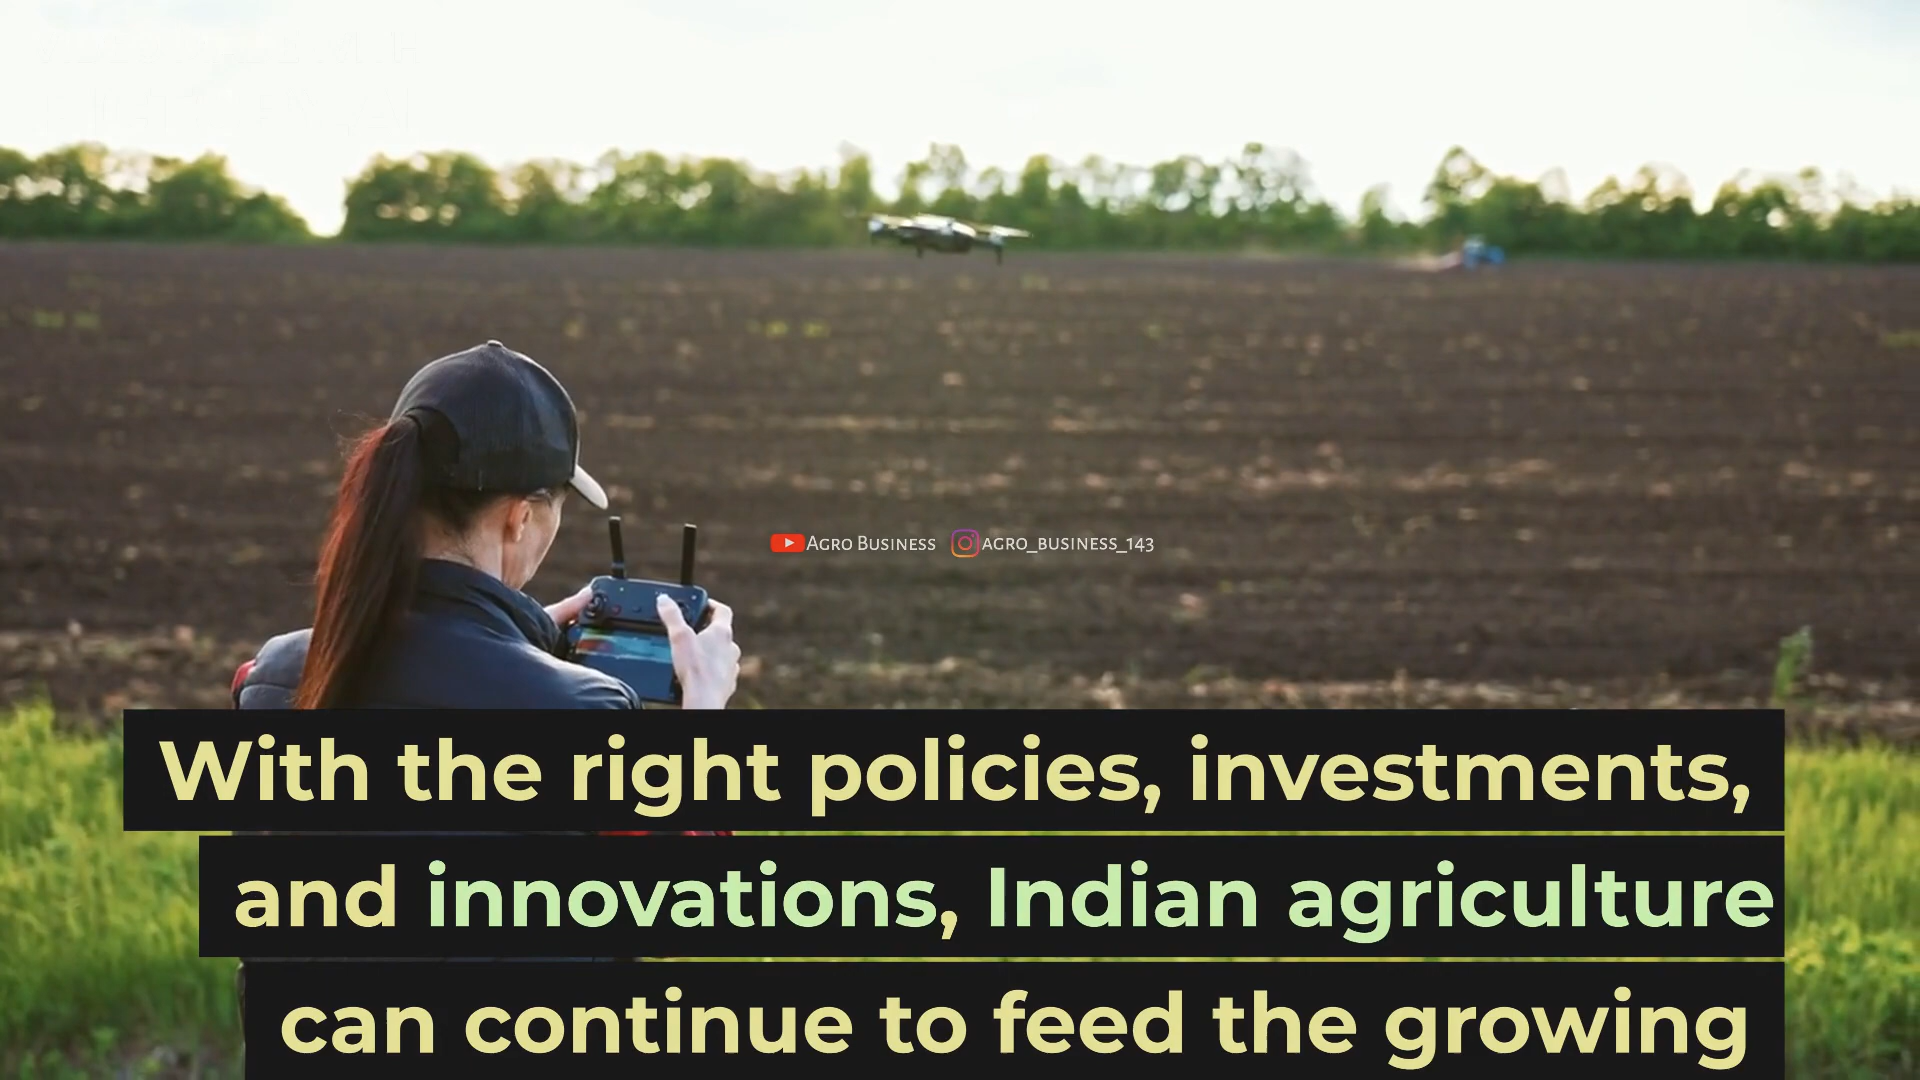 Agro Business agro_business_143
With the right policies, investments,
and innovations, Indian agriculture
can continue to feed the growing